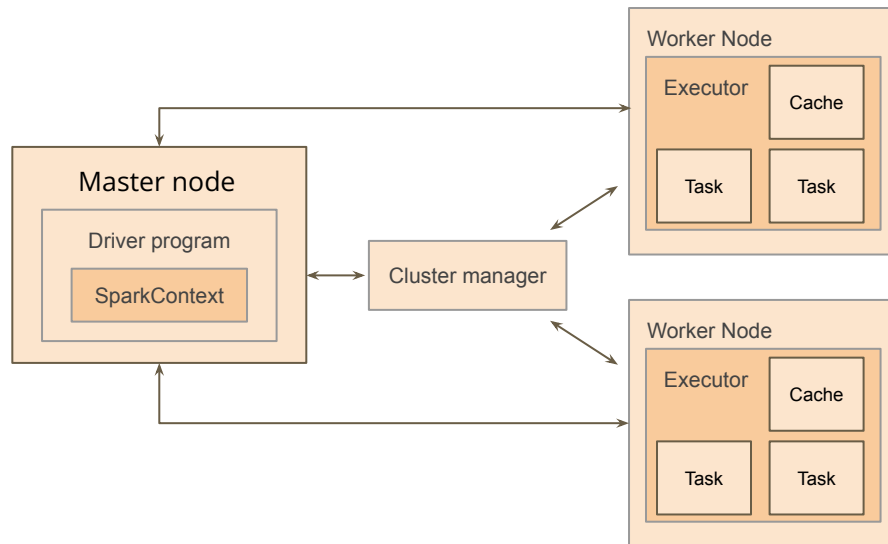 Master node
Driver program
SparkContext
Cluster manager
Worker Node
Executor
Cache
Task
Task
Worker Node
Executor
Cache
Task
Task